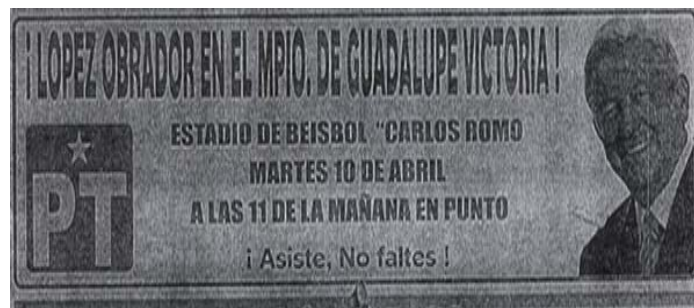 ¡ LOPEZ OBRADOR EN EL MPIO. DE GUADALUPE VICTORIA !
ESTADIO DE BEISBOL "CARLOS ROMO
MARTES 10 DE ABRIL
A LAS 11 DE LA MAÑANA EN PUNTO
¡ Asiste, No faltes !
PT